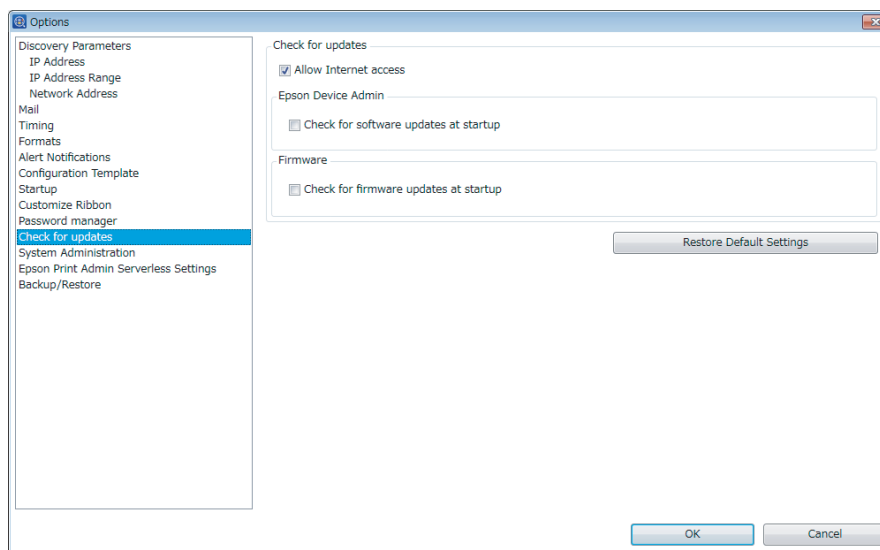 Options
Discovery Parameters
IP Address
IP Address Range
Network Address
Mail
Timing
Formats
Alert Notifications
Configuration Template
Startup
Customize Ribbon
Password manager
Check for updates
System Administration
Epson Print Admin Serverless Settings
Backup/Restore
Check for updates
Allow Internet access
Epson Device Admin
Check for software updates at startup
Firmware
Check for firmware updates at startup
Restore Default Settings
OK
Cancel